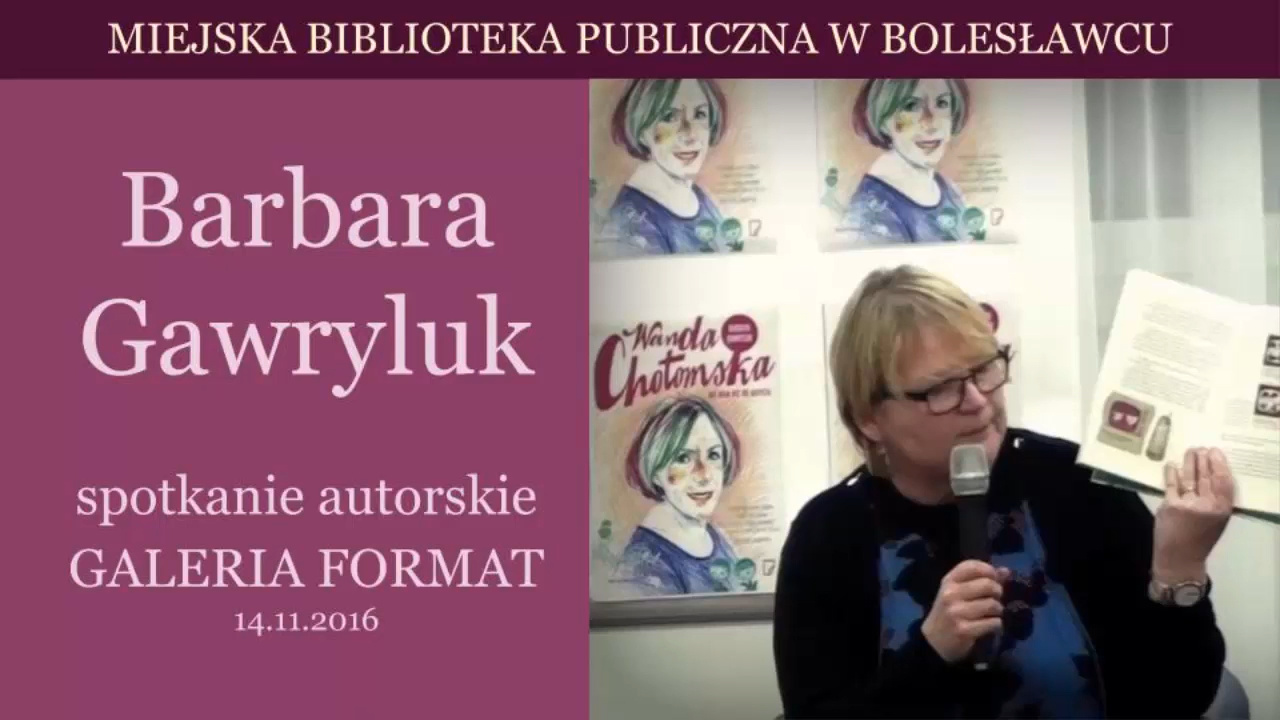 MIEJSKA BIBLIOTEKA PUBLICZNA W BOLESŁAWCU
Barbara
Gawryluk
spotkanie autorskie
GALERIA FORMAT
14.11.2016
Wanda
Chotomska